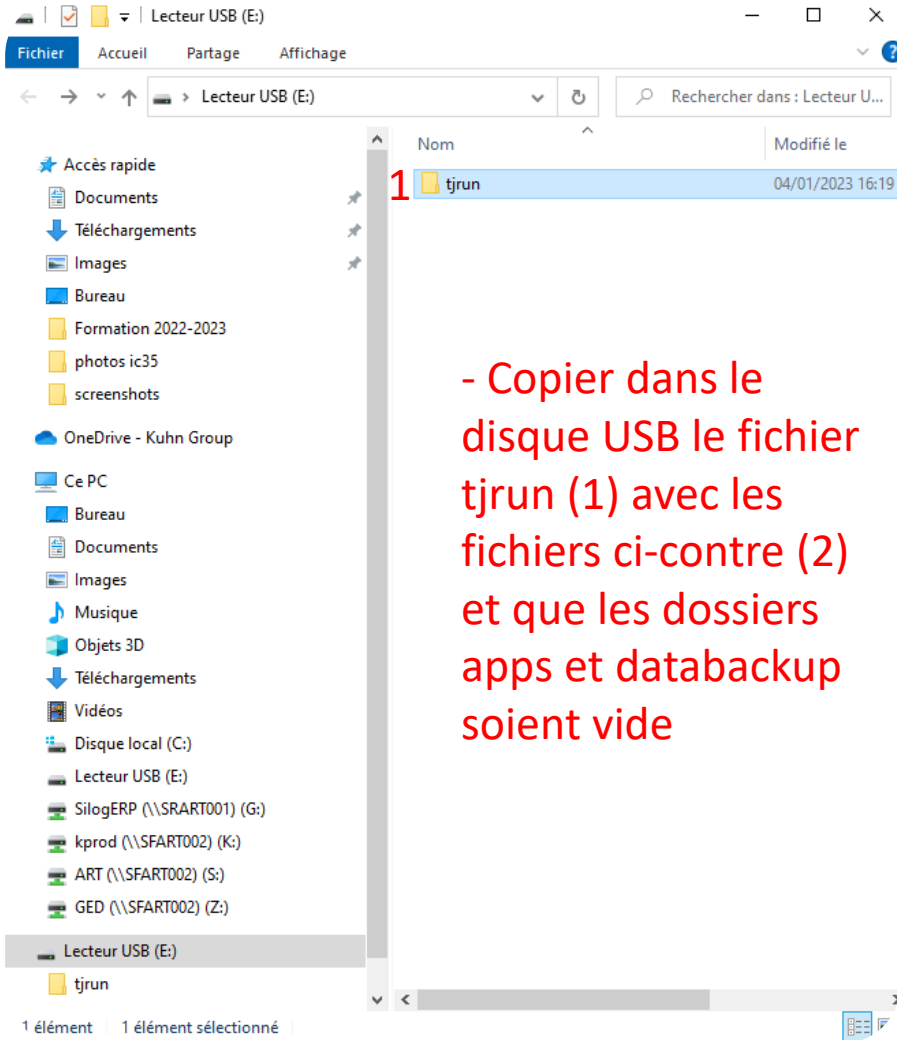 Lecteur USB (E:)
Fichier Accueil Partage Affichage
Lecteur USB (E:) Rechercher dans : Lecteur U...
Nom Modifié le
1 tjrun 04/01/2023 16:19
Accès rapide
Documents
Téléchargements
Images
Bureau
Formation 2022-2023
photos ic35
screenshots
OneDrive - Kuhn Group
Ce PC
Bureau
Documents
Images
Musique
Objets 3D
Téléchargements
Vidéos
Disque local (C:)
Lecteur USB (E:)
SilogERP (\\SRART001) (G:)
kprod (\\SFART002) (K:)
ART (\\SFART002) (S:)
GED (\\SFART002) (Z:)
Lecteur USB (E:)
tjrun
- Copier dans le
disque USB le fichier
tjrun (1) avec les
fichiers ci-contre (2)
et que les dossiers
apps et databackup
soient vide
1 élément 1 élément sélectionné